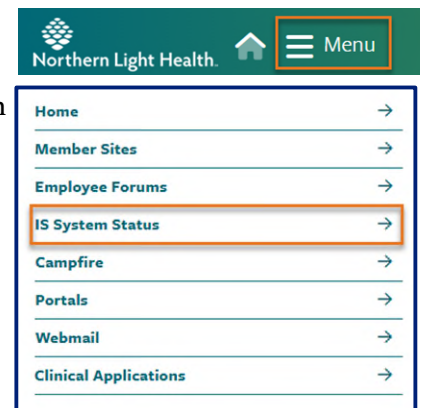 Northern Light Health.
Menu
Home
Member Sites
Employee Forums
IS System Status
Campfire
Portals
Webmail
Clinical Applications